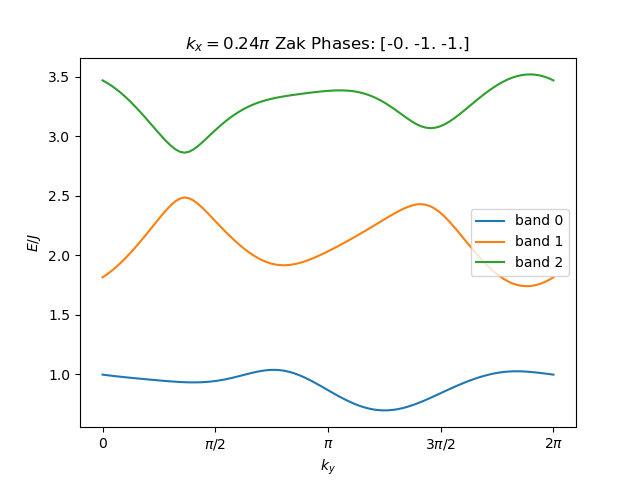 kₓ = 0.24π Zak Phases: [-0. -1. -1.]
3.5
3.0
2.5
2.0
1.5
1.0
E/J
band 0
band 1
band 2
0
π/2
π
3π/2
2π
k_y